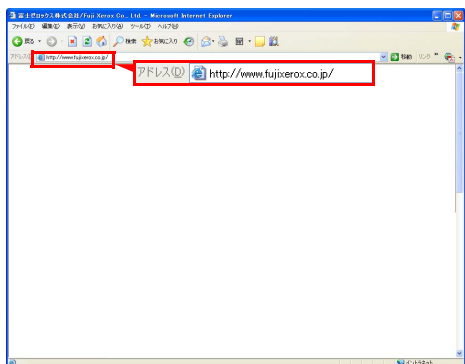 富士ゼロックス株式会社/Fuji Xerox Co., Ltd. - Microsoft Internet Explorer
ファイル(F) 編集(E) 表示(V) お気に入り(A) ツール(T) ヘルプ(H)
戻る 検索 お気に入り
アドレス(D) http://www.fujixerox.co.jp/ 移動 リンク
アドレス(D) http://www.fujixerox.co.jp/
イントラネット